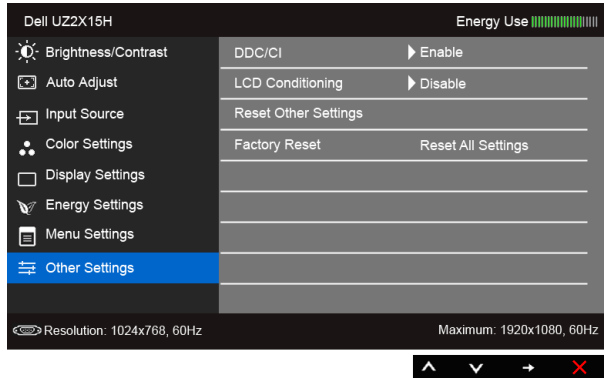 Dell UZ2X15H Energy Use
Brightness/Contrast DDC/CI Enable
Auto Adjust LCD Conditioning Disable
Input Source Reset Other Settings
Color Settings Factory Reset Reset All Settings
Display Settings
Energy Settings
Menu Settings
Other Settings
Resolution: 1024x768, 60Hz Maximum: 1920x1080, 60Hz